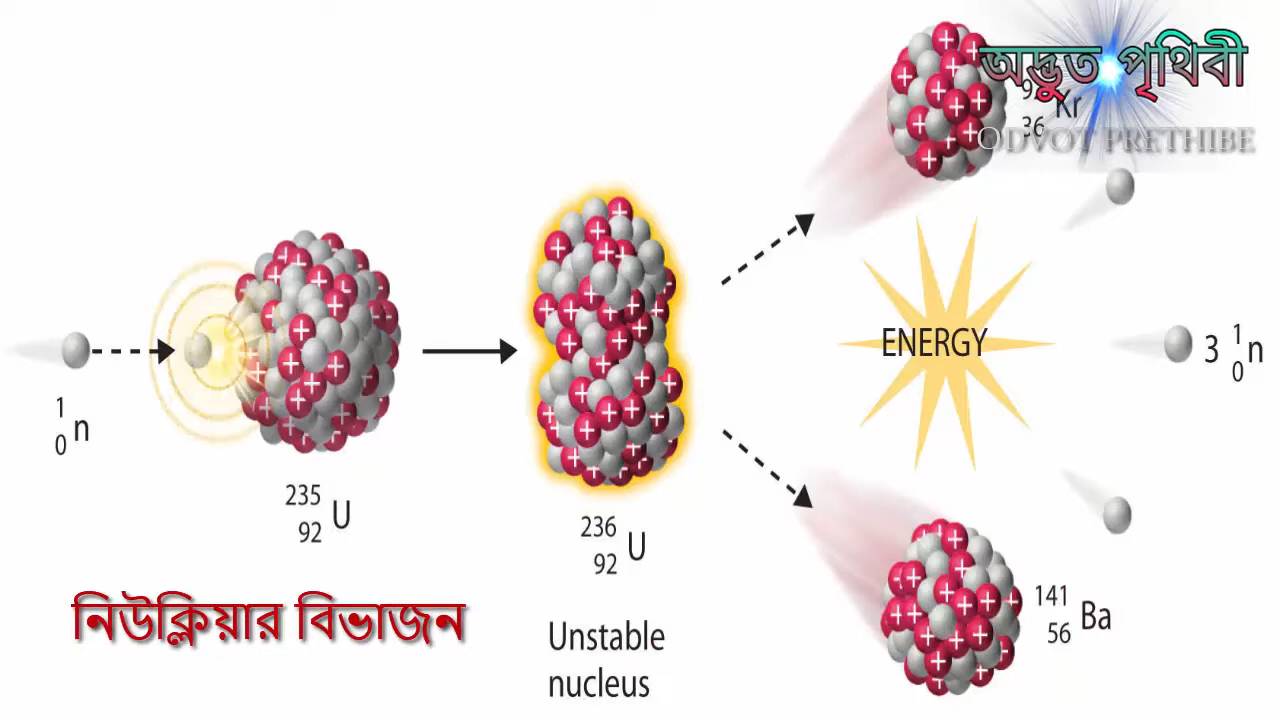 অদ্ভুত পৃথিবী
36 Kr
ODVOT PRETHIBE
ENERGY
3 1 0 n
1 0 n
235 92 U
236 92 U
নিউক্লিয়ার বিভাজন
Unstable
nucleus
141 56 Ba